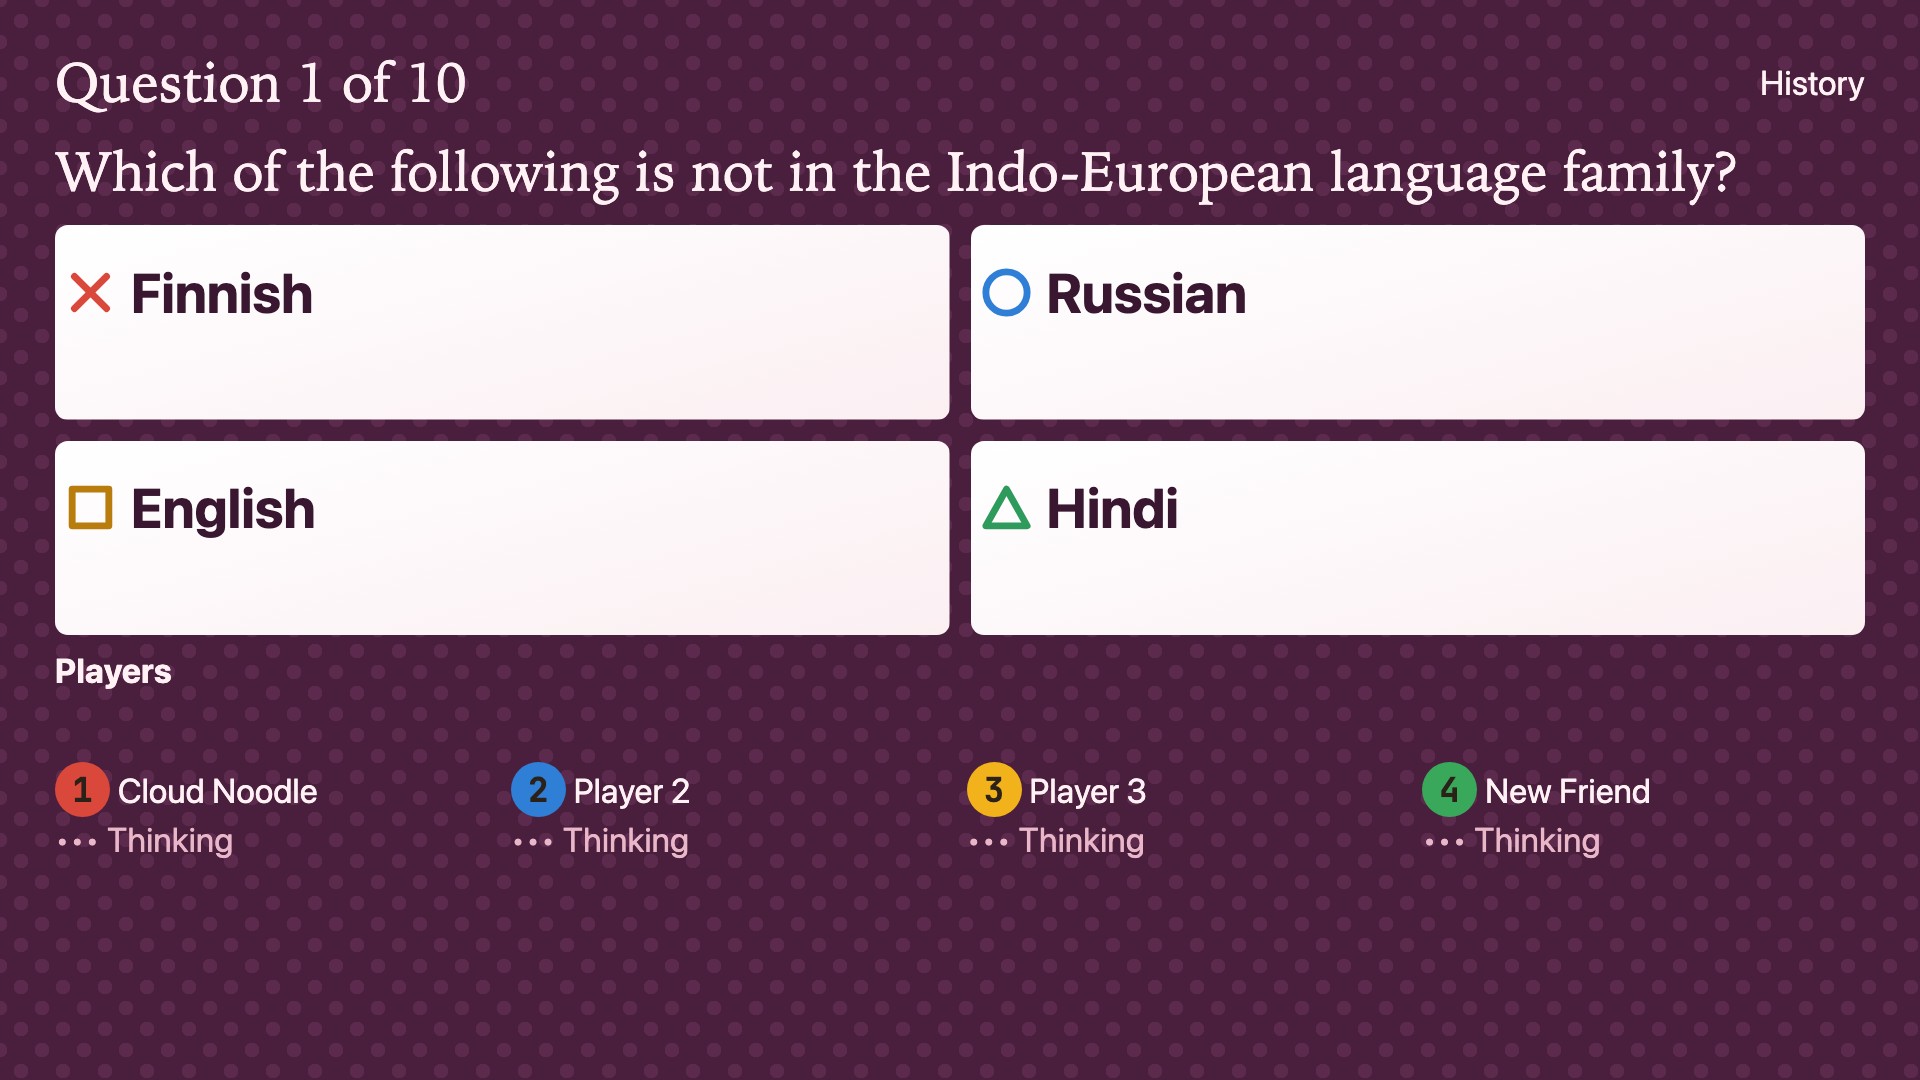 Question 1 of 10
History
Which of the following is not in the Indo-European language family?
Finnish
Russian
English
Hindi
Players
1 Cloud Noodle
2 Player 2
3 Player 3
4 New Friend
••• Thinking
••• Thinking
••• Thinking
••• Thinking